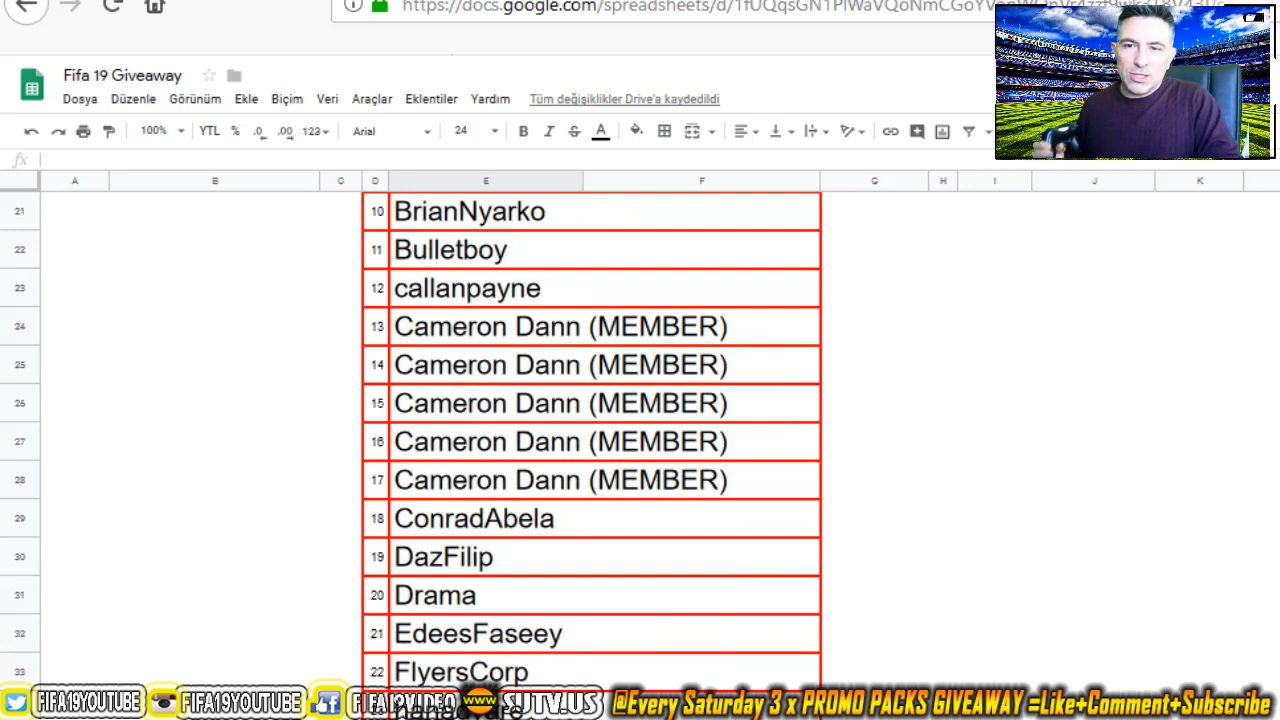 https://docs.google.com/spreadsheets/d/
Fifa 19 Giveaway
Dosya Düzenle Görünüm Ekle Biçim Veri Araçlar Eklentiler Yardım Tüm değişiklikler Drive'a kaydedildi
100% YTL % .0 .00 123 Arial 24 B I S A
fx
A B C D E F G H I J K
21 10 BrianNyarko
22 11 Bulletboy
23 12 callanpayne
24 13 Cameron Dann (MEMBER)
25 14 Cameron Dann (MEMBER)
26 15 Cameron Dann (MEMBER)
27 16 Cameron Dann (MEMBER)
28 17 Cameron Dann (MEMBER)
29 18 ConradAbela
30 19 DazFilip
31 20 Drama
32 21 EdeesFaseey
33 22 FlyersCorp
FIFA19YOUTUBE FIFA19YOUTUBE FIFA19VIDEO SUTV.US @Every Saturday 3 x PROMO PACKS GIVEAWAY =Like+Comment+Subscribe